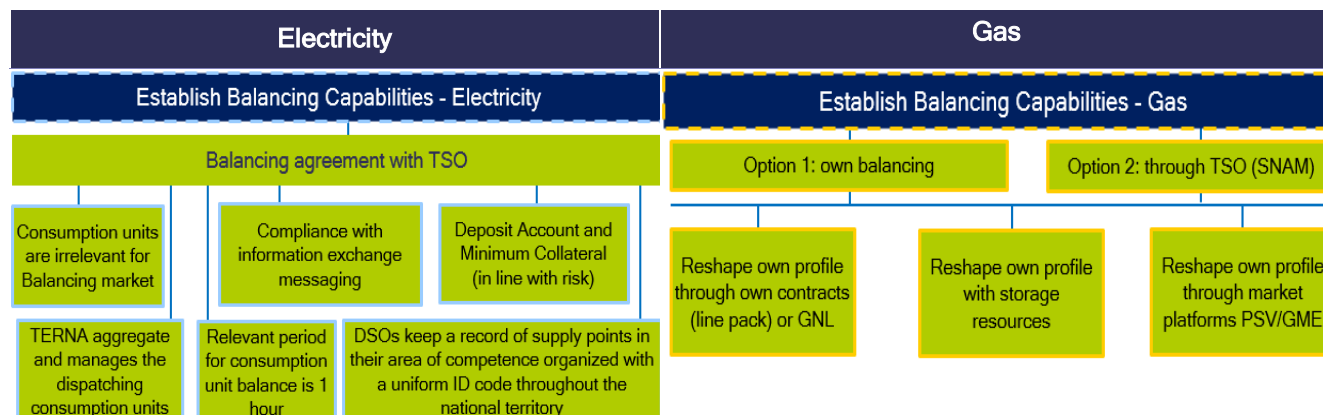 Electricity
Gas
Establish Balancing Capabilities - Electricity
Establish Balancing Capabilities - Gas
Balancing agreement with TSO
Option 1: own balancing
Option 2: through TSO (SNAM)
Consumption units
are irrelevant for
Balancing market
Compliance with
information exchange
messaging
Deposit Account and
Minimum Collateral
(in line with risk)
Reshape own profile
through own contracts
(line pack) or GNL
Reshape own profile
with storage
resources
Reshape own profile
through market
platforms PSV/GME
TERNA aggregate
and manages the
dispatching
consumption units
Relevant period
for consumption
unit balance is 1
hour
DSOs keep a record of supply points in
their area of competence organized with
a uniform ID code throughout the
national territory